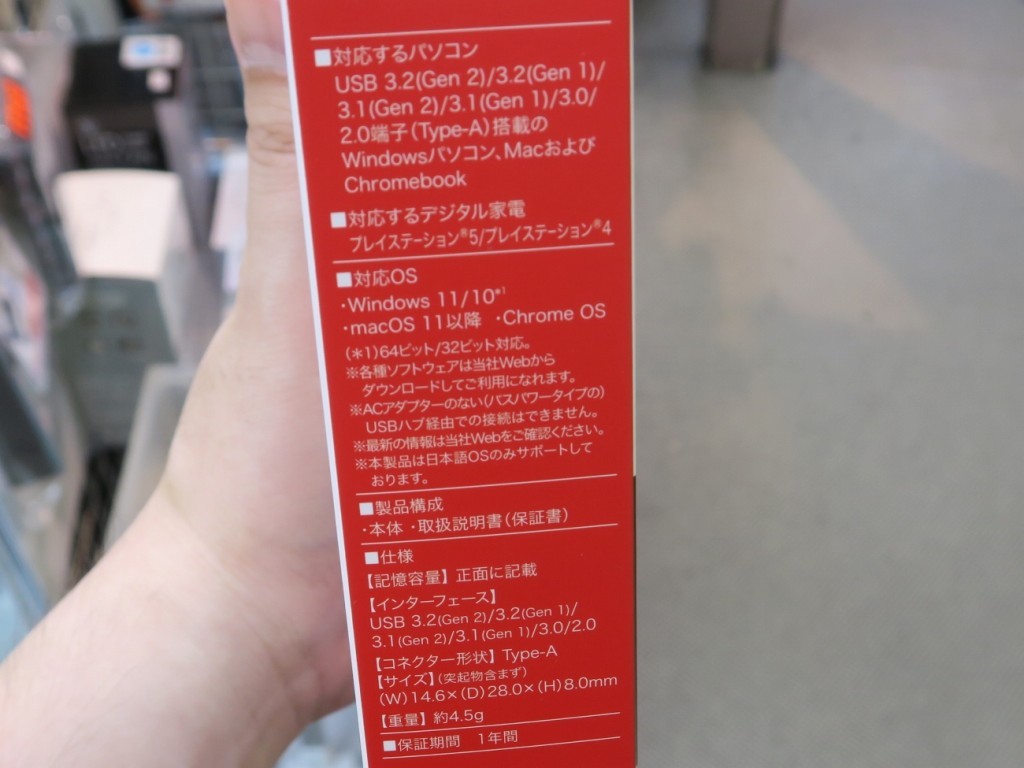 ■対応するパソコン
USB 3.2(Gen 2)/3.2(Gen 1)/
3.1(Gen 2)/3.1(Gen 1)/3.0/
2.0端子(Type-A)搭載の
Windowsパソコン、Macおよび
Chromebook
■対応するデジタル家電
プレイステーション®5/プレイステーション®4
■対応OS
・Windows 11/10*1
・macOS 11以降 ・Chrome OS
(*1)64ビット/32ビット対応。
※各種ソフトウェアは当社Webから
ダウンロードしてご利用になれます。
※ACアダプターのない(バスパワータイプの)
USBハブ経由での接続はできません。
※最新の情報は当社Webをご確認ください。
※本製品は日本語OSのみサポートして
おります。
■製品構成
・本体 ・取扱説明書(保証書)
■仕様
【記憶容量】正面に記載
【インターフェース】
USB 3.2(Gen 2)/3.2(Gen 1)/
3.1(Gen 2)/3.1(Gen 1)/3.0/2.0
【コネクター形状】Type-A
【サイズ】(突起物含まず)
(W)14.6×(D)28.0×(H)8.0mm
【重量】約4.5g
■保証期間 1年間